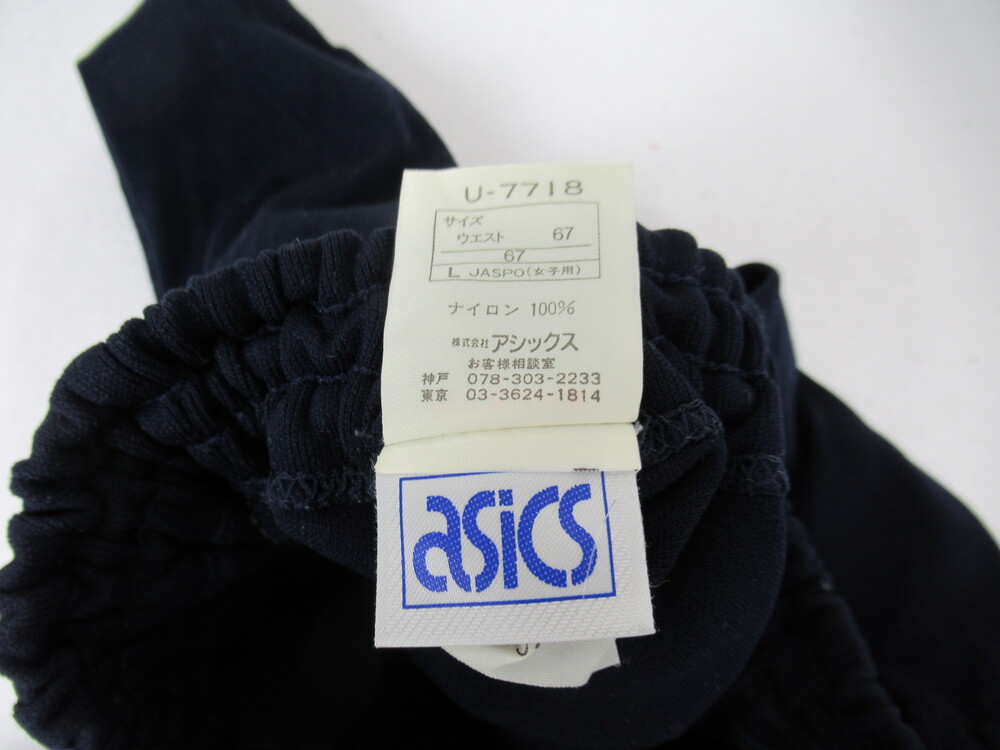 U-7718
サイズ
ウエスト 67
67
L JASPO(女子用)
ナイロン 100%
株式会社 アシックス
お客様相談室
神戸 078-303-2233
東京 03-3624-1814
asics